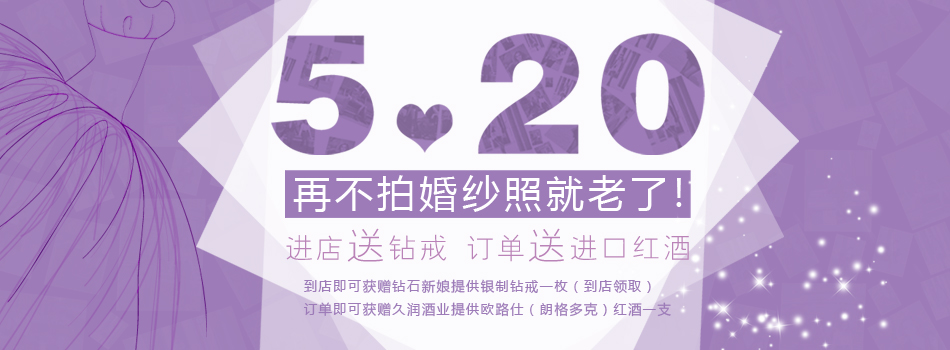 5♥20
再不拍婚纱照就老了!
进店送钻戒 订单送进口红酒
到店即可获赠钻石新娘提供银制钻戒一枚（到店领取）
订单即可获赠久润酒业提供欧路仕（朗格多克）红酒一支